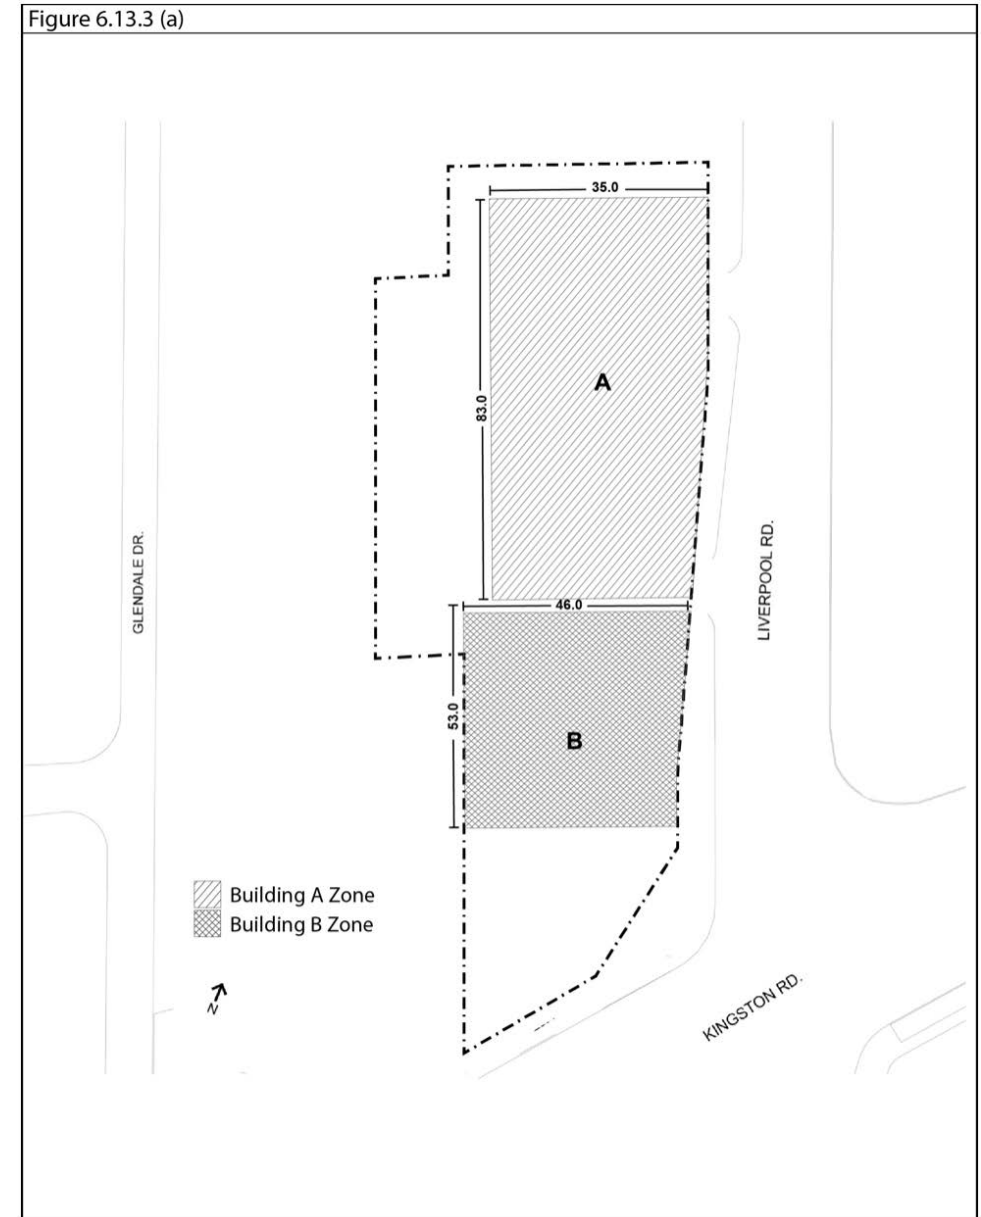 Figure 6.13.3 (a)
35.0
83.0
A
GLENDALE DR.
LIVERPOOL RD.
46.0
53.0
B
Building A Zone
Building B Zone
N
KINGSTON RD.